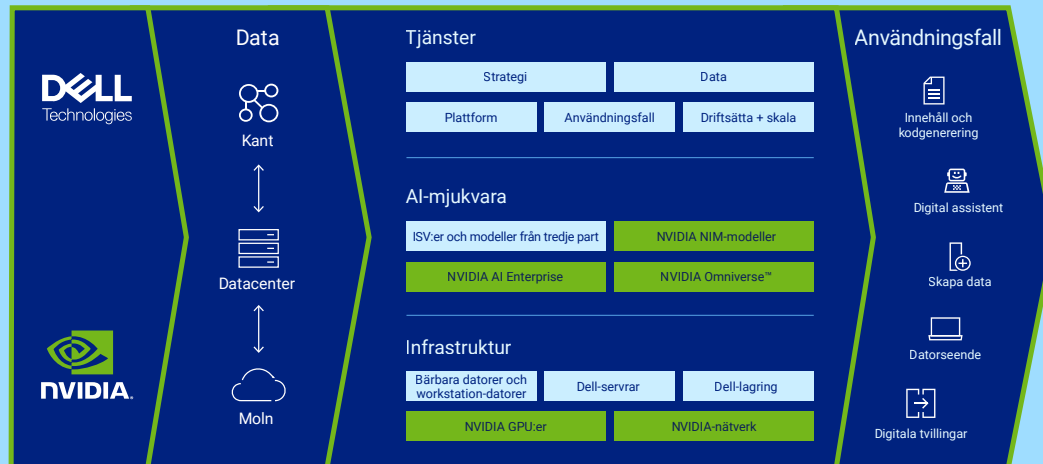 DELL
Technologies
NVIDIA.
Data
Kant
Datacenter
Moln
Tjänster
Strategi
Data
Plattform
Användningsfall
Driftsätta + skala
AI-mjukvara
ISV:er och modeller från tredje part
NVIDIA NIM-modeller
NVIDIA AI Enterprise
NVIDIA Omniverse™
Infrastruktur
Bärbara datorer och
workstation-datorer
Dell-servrar
Dell-lagring
NVIDIA GPU:er
NVIDIA-nätverk
Användningsfall
Innehåll och
kodgenerering
Digital assistent
Skapa data
Datorseende
Digitala tvillingar